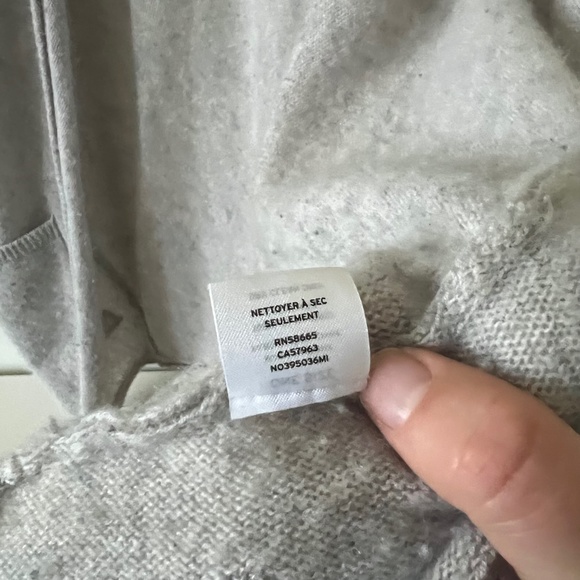 NETTOYER À SEC
SEULEMENT
RN58665
CA57963
NO395036MI